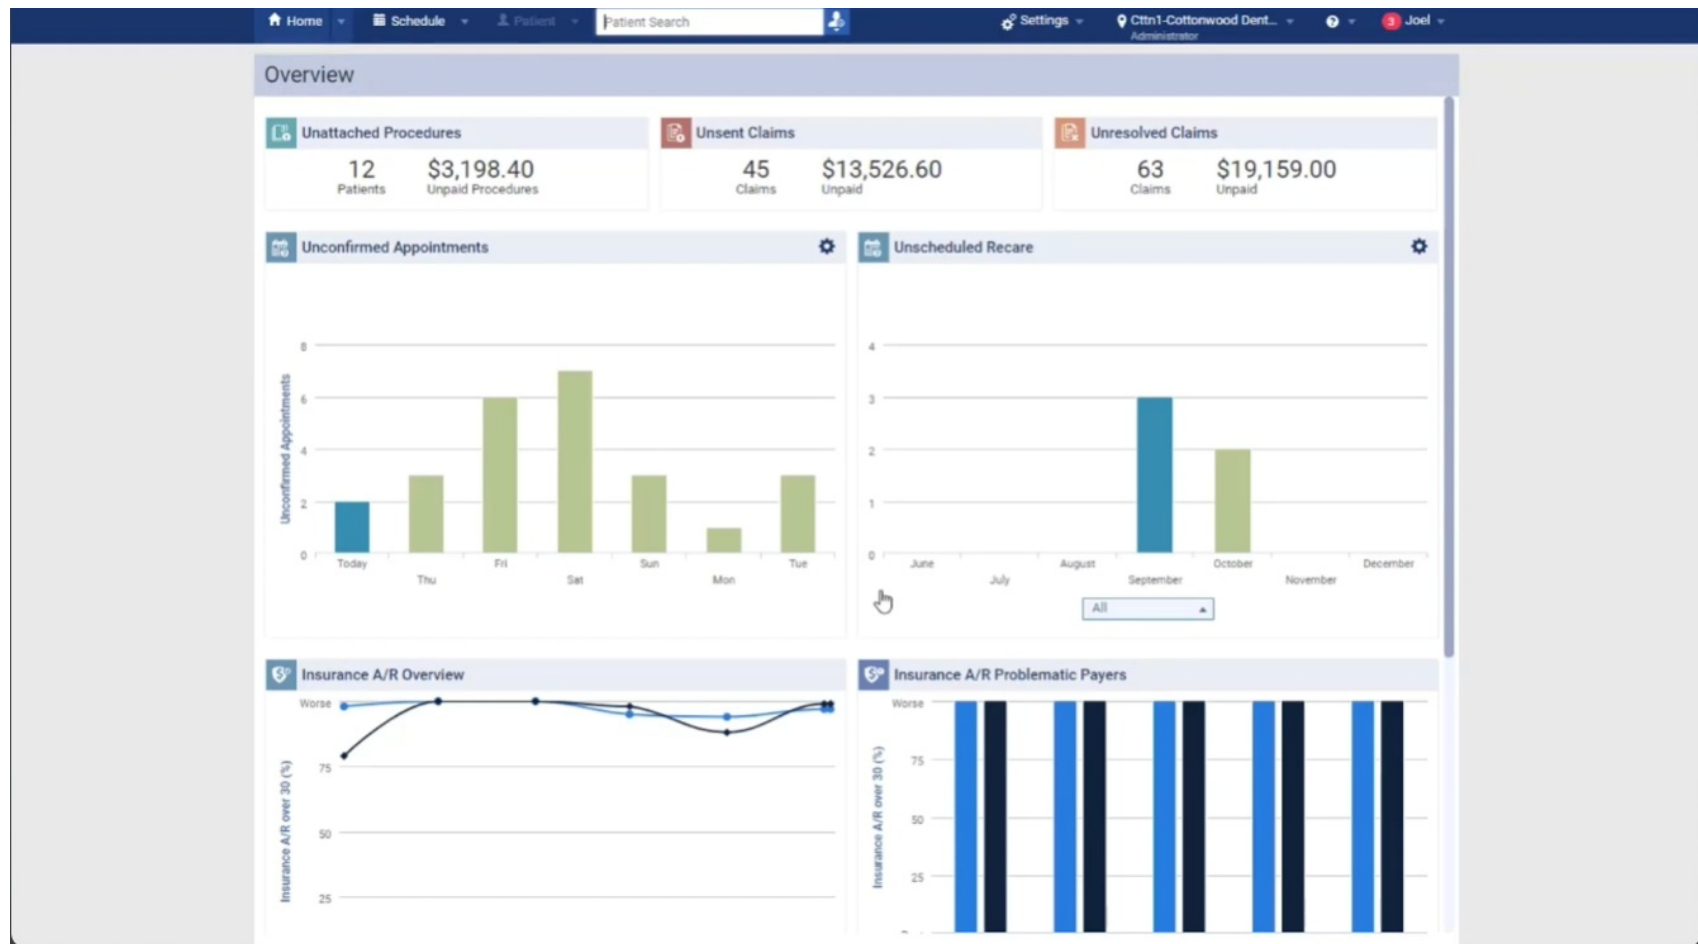 Home Schedule Patient Patient Search Settings Cttn1-Cottonwood Dent... 3 Joel
Administrator
Overview
Unattached Procedures
12 $3,198.40
Patients Unpaid Procedures
Unsent Claims
45 $13,526.60
Claims Unpaid
Unresolved Claims
63 $19,159.00
Claims Unpaid
Unconfirmed Appointments
Unconfirmed Appointments
8
6
4
2
0
Today Thu Fri Sat Sun Mon Tue
Unscheduled Recare
4
3
2
1
0
June July August September October November December
All
Insurance A/R Overview
Insurance A/R over 30 (%)
Worse
75
50
25
Insurance A/R Problematic Payers
Insurance A/R over 30 (%)
Worse
75
50
25